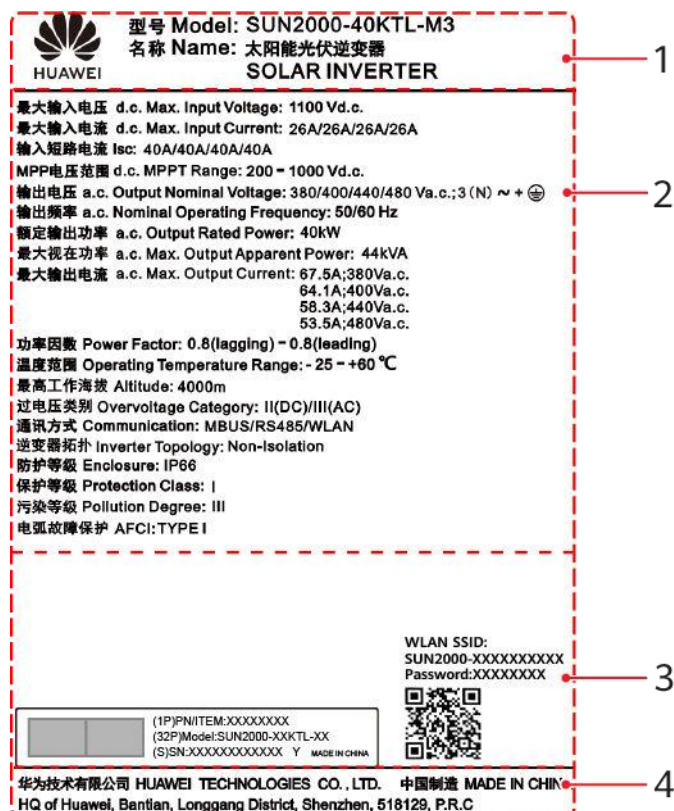 型号 Model: SUN2000-40KTL-M3
名称 Name: 太阳能光伏逆变器
SOLAR INVERTER
HUAWEI
1
最大输入电压 d.c. Max. Input Voltage: 1100 Vd.c.
最大输入电流 d.c. Max. Input Current: 26A/26A/26A/26A
输入短路电流 Isc: 40A/40A/40A/40A
MPP电压范围 d.c. MPPT Range: 200 - 1000 Vd.c.
输出电压 a.c. Output Nominal Voltage: 380/400/440/480 Va.c.;3(N) ~ + ⏚
2
输出频率 a.c. Nominal Operating Frequency: 50/60 Hz
额定输出功率 a.c. Output Rated Power: 40kW
最大视在功率 a.c. Max. Output Apparent Power: 44kVA
最大输出电流 a.c. Max. Output Current: 67.5A;380Va.c.
64.1A;400Va.c.
58.3A;440Va.c.
53.5A;480Va.c.
功率因数 Power Factor: 0.8(lagging) - 0.8(leading)
温度范围 Operating Temperature Range: - 25 - +60 ℃
最高工作海拔 Altitude: 4000m
过电压类别 Overvoltage Category: II(DC)/III(AC)
通讯方式 Communication: MBUS/RS485/WLAN
逆变器拓扑 Inverter Topology: Non-Isolation
防护等级 Enclosure: IP66
保护等级 Protection Class: I
污染等级 Pollution Degree: III
电弧故障保护 AFCI:TYPE I
WLAN SSID:
SUN2000-XXXXXXXXXX
Password:XXXXXXXX
3
(1P)PN/ITEM:XXXXXXXX
(32P)Model:SUN2000-XXKTL-XX
(S)SN:XXXXXXXXXXXX Y MADE IN CHINA
华为技术有限公司 HUAWEI TECHNOLOGIES CO., LTD. 中国制造 MADE IN CHIN
4
HQ of Huawei, Bantian, Longgang District, Shenzhen, 518129, P.R.C